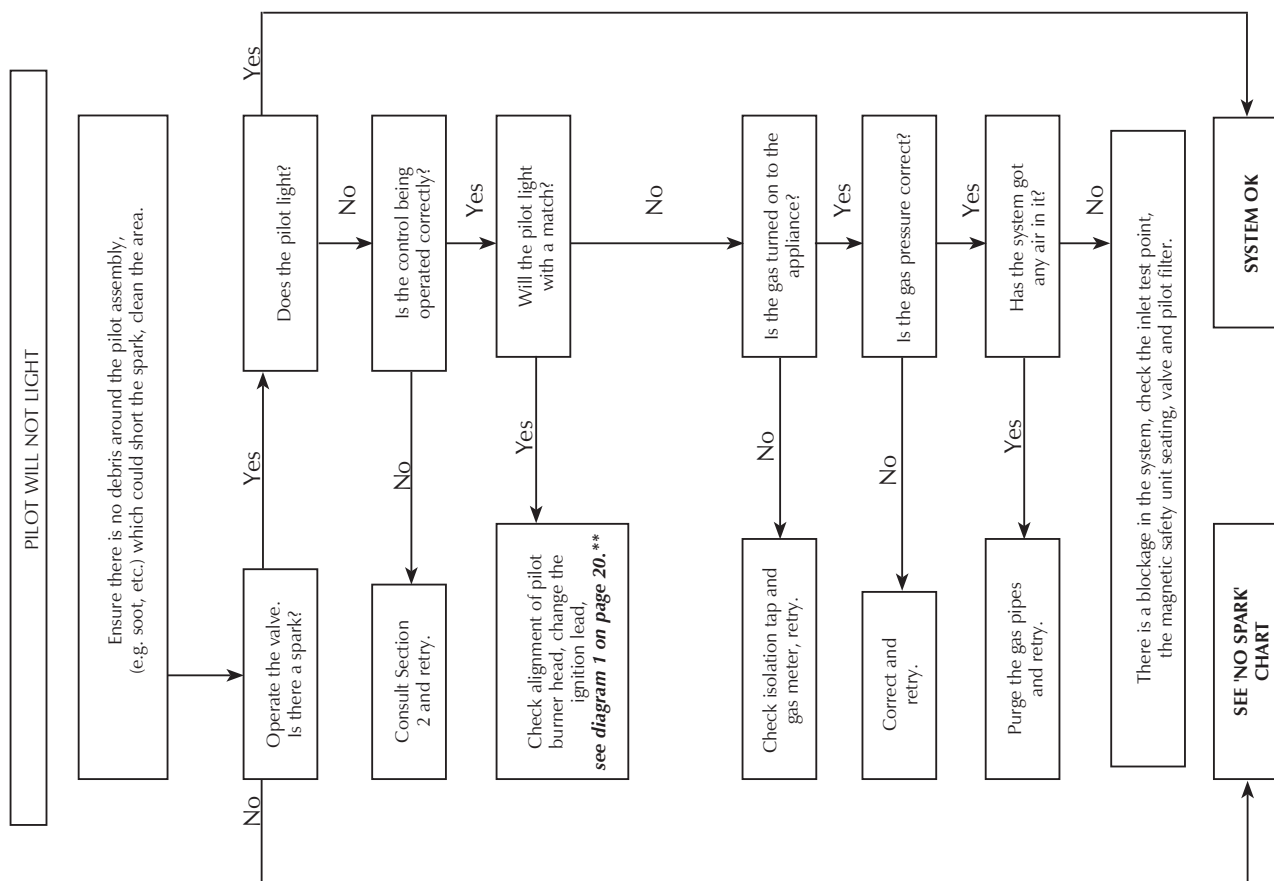 PILOT WILL NOT LIGHT
Ensure there is no debris around the pilot assembly,
(e.g. soot, etc.) which could short the spark, clean the area.
Operate the valve.
Is there a spark?
No
Yes
Does the pilot light?
Yes
No
Is the control being
operated correctly?
No
Consult Section
2 and retry.
Yes
Will the pilot light
with a match?
Yes
Check alignment of pilot
burner head, change the
ignition lead,
see diagram 1 on page 20.**
No
Is the gas turned on to the
appliance?
No
Check isolation tap and
gas meter, retry.
Yes
Is the gas pressure correct?
No
Correct and
retry.
Yes
Has the system got
any air in it?
Yes
Purge the gas pipes
and retry.
No
There is a blockage in the system, check the inlet test point,
the magnetic safety unit seating, valve and pilot filter.
SEE 'NO SPARK'
CHART
SYSTEM OK